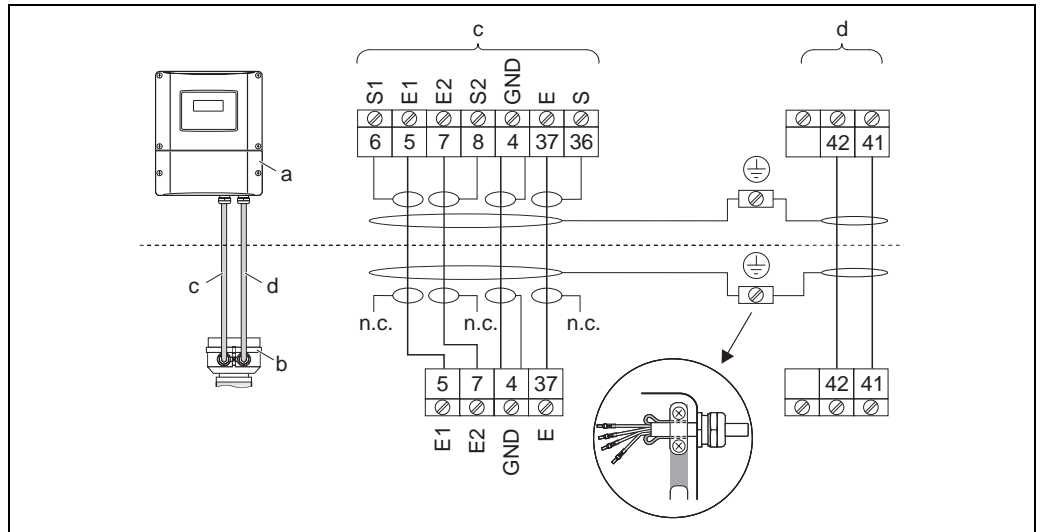 c
d
S1 E1 E2 S2 GND E S
6 5 7 8 4 37 36
42 41
a
c
d
n.c. n.c. n.c.
b
5 7 4 37
42 41
E1 E2 GND E